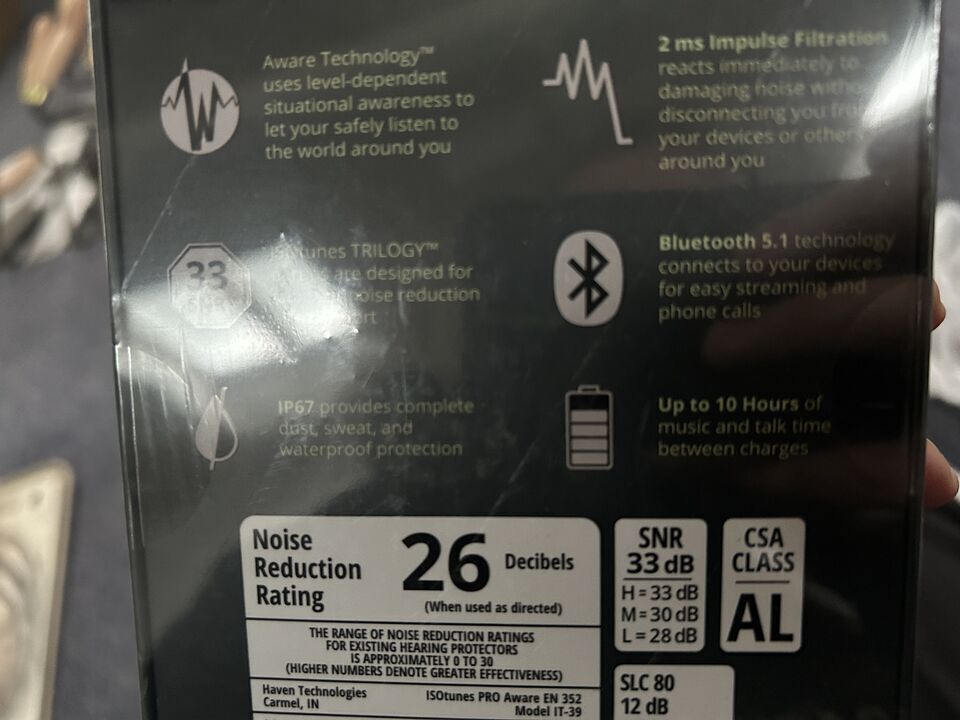 Aware Technology™
uses level-dependent
situational awareness to
let your safely listen to
the world around you
2 ms Impulse Filtration
reacts immediately to
damaging noise
disconnecting you
your devices or
around you
33
TRILOGY™
are designed for
noise reduction
Bluetooth 5.1 technology
connects to your devices
for easy streaming and
phone calls
IP67 provides complete
dust, sweat, and
waterproof protection
Up to 10 Hours of
music and talk time
between charges
Noise
Reduction
Rating
26
Decibels
(When used as directed)
THE RANGE OF NOISE REDUCTION RATINGS
FOR EXISTING HEARING PROTECTORS
IS APPROXIMATELY 0 TO 30
(HIGHER NUMBERS DENOTE GREATER EFFECTIVENESS)
Haven Technologies
Carmel, IN
ISOtunes PRO Aware EN 352
Model IT-39
SNR
33 dB
H = 33 dB
M = 30 dB
L = 28 dB
CSA
CLASS
AL
SLC 80
12 dB